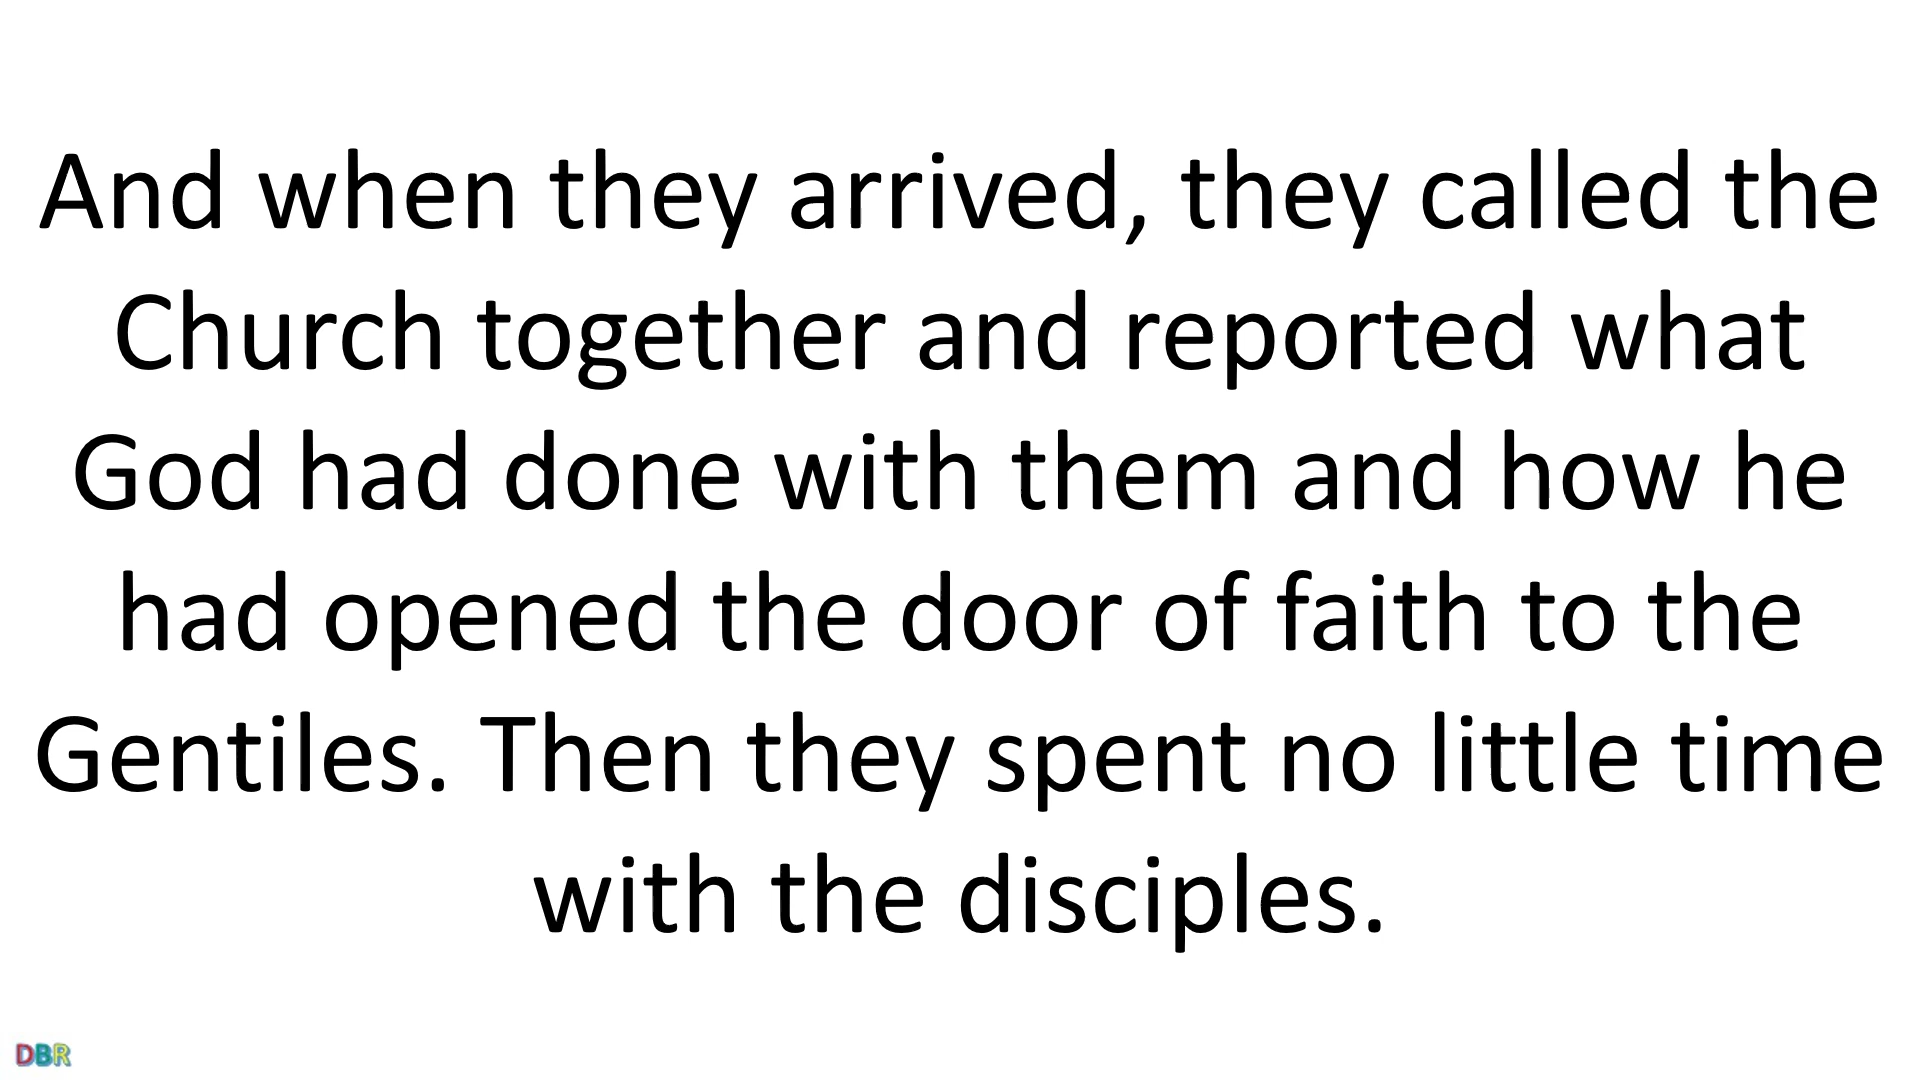 And when they arrived, they called the
Church together and reported what
God had done with them and how he
had opened the door of faith to the
Gentiles. Then they spent no little time
with the disciples.
DBR